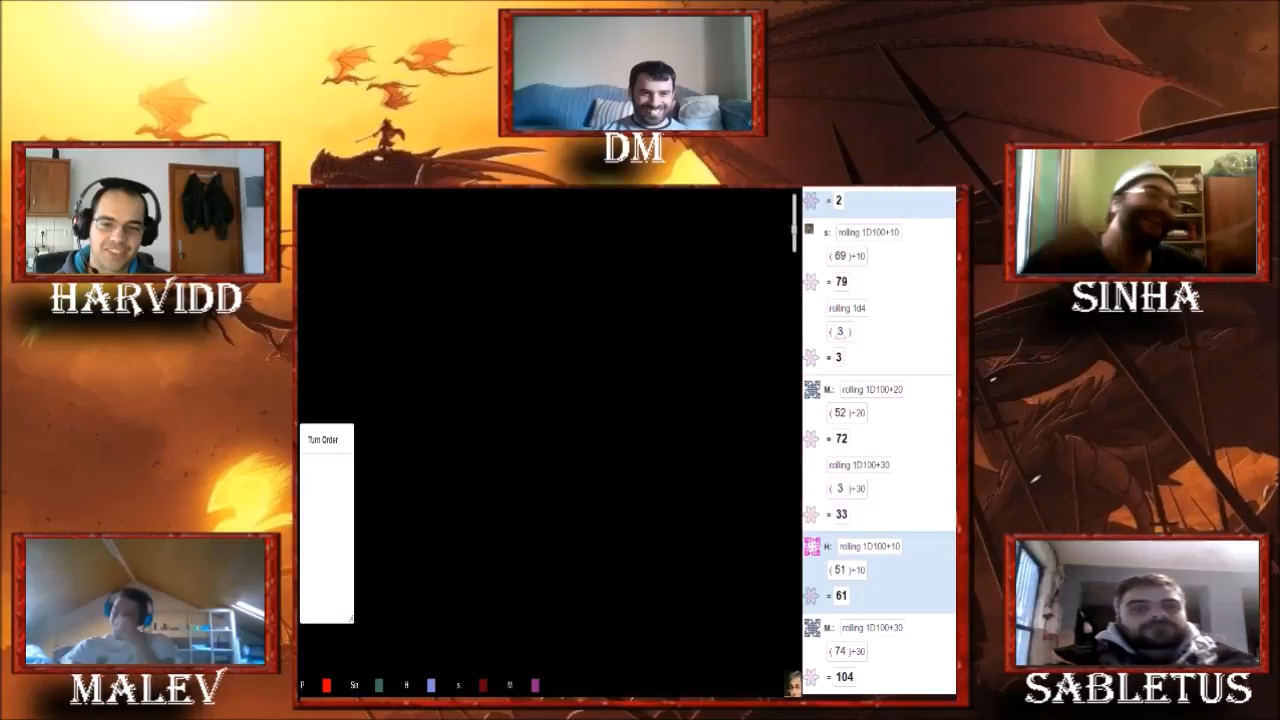 DM
HARVIDD
SINHA
MALEV
SABLETUS
Turn Order
= 2
s: rolling 1D100+10
( 69 )+10
= 79
rolling 1d4
( 3 )
= 3
M.: rolling 1D100+20
( 52 )+20
= 72
rolling 1D100+30
( 3 )+30
= 33
H: rolling 1D100+10
( 51 )+10
= 61
M.: rolling 1D100+30
( 74 )+30
= 104
P Sin H s M